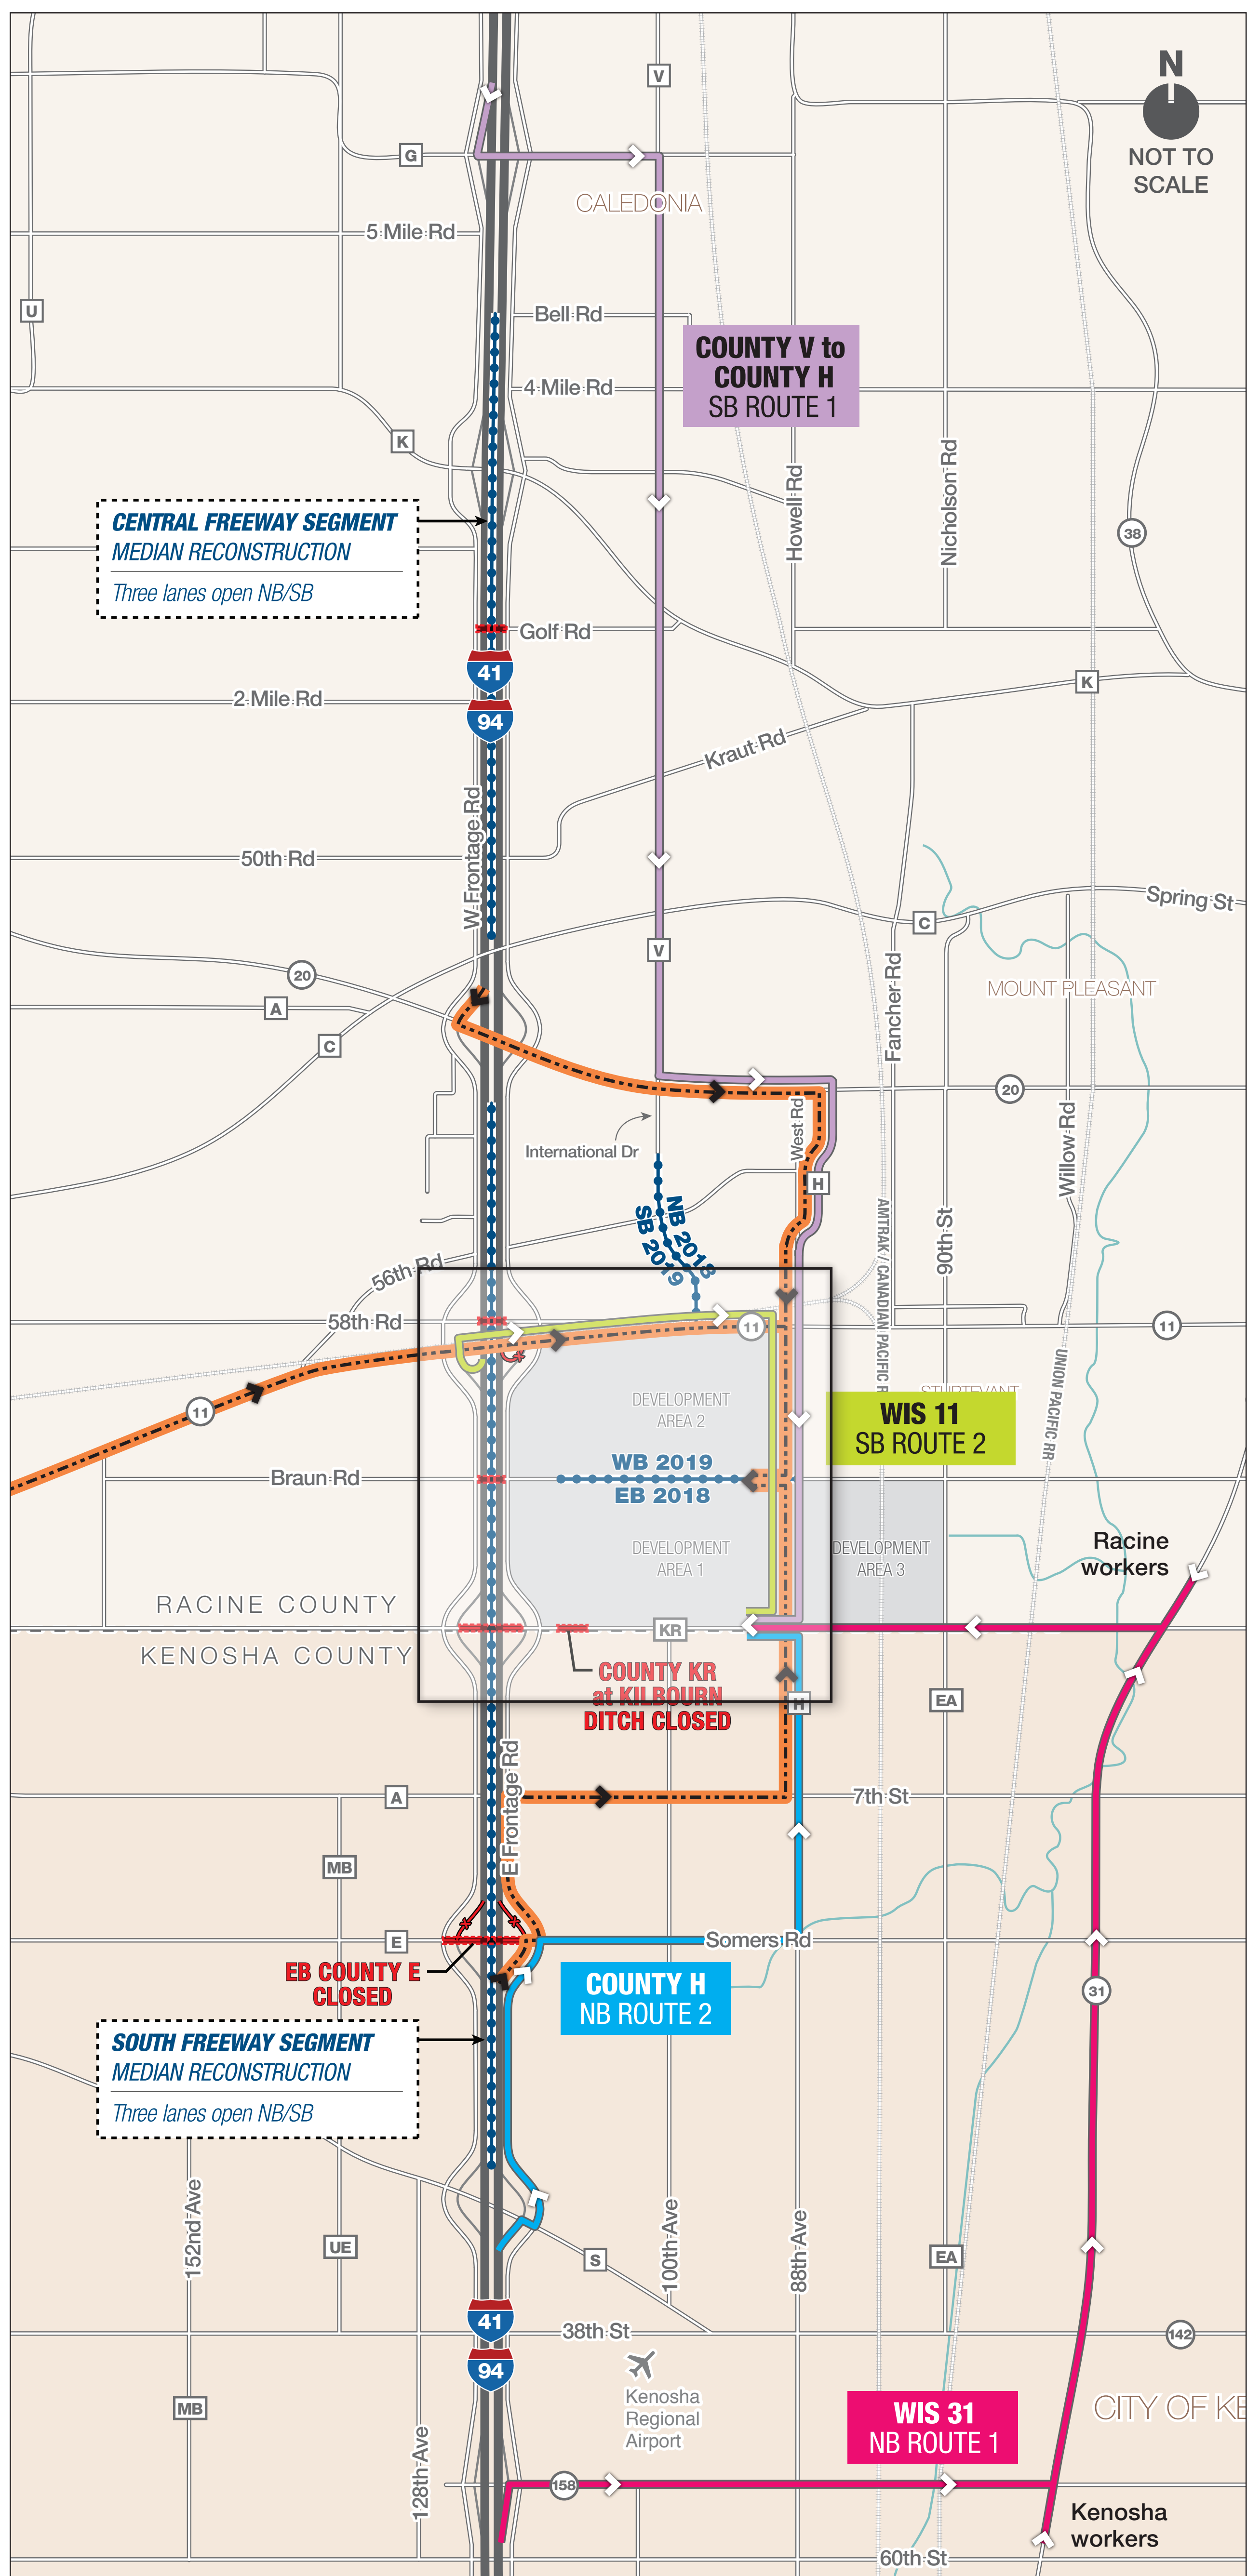 N
NOT TO
SCALE
V
G
CALEDONIA
5 Mile Rd
U
Bell Rd
COUNTY V to
COUNTY H
SB ROUTE 1
4 Mile Rd
K
Howell Rd
Nicholson Rd
38
CENTRAL FREEWAY SEGMENT
MEDIAN RECONSTRUCTION
Three lanes open NB/SB
Golf Rd
41
94
2 Mile Rd
K
Kraut Rd
W Frontage Rd
50th Rd
Spring St
C
V
20
A
C
MOUNT PLEASANT
Fancher Rd
20
West Rd
International Dr
Willow Rd
H
NB 2018
SB 2019
AMTRAK / CANADIAN PACIFIC R
90th St
56th Rd
58th Rd
11
11
11
UNION PACIFIC RR
DEVELOPMENT
AREA 2
STURTEVANT
WIS 11
SB ROUTE 2
Braun Rd
WB 2019
EB 2018
DEVELOPMENT
AREA 1
DEVELOPMENT
AREA 3
Racine
workers
RACINE COUNTY
KR
KENOSHA COUNTY
COUNTY KR
at KILBOURN
DITCH CLOSED
H
EA
E Frontage Rd
A
7th St
MB
E
Somers Rd
EB COUNTY E
CLOSED
COUNTY H
NB ROUTE 2
31
SOUTH FREEWAY SEGMENT
MEDIAN RECONSTRUCTION
Three lanes open NB/SB
152nd Ave
UE
S
100th Ave
88th Ave
EA
41
94
38th St
142
Kenosha
Regional
Airport
MB
WIS 31
NB ROUTE 1
CITY OF KE
128th Ave
158
Kenosha
workers
60th St